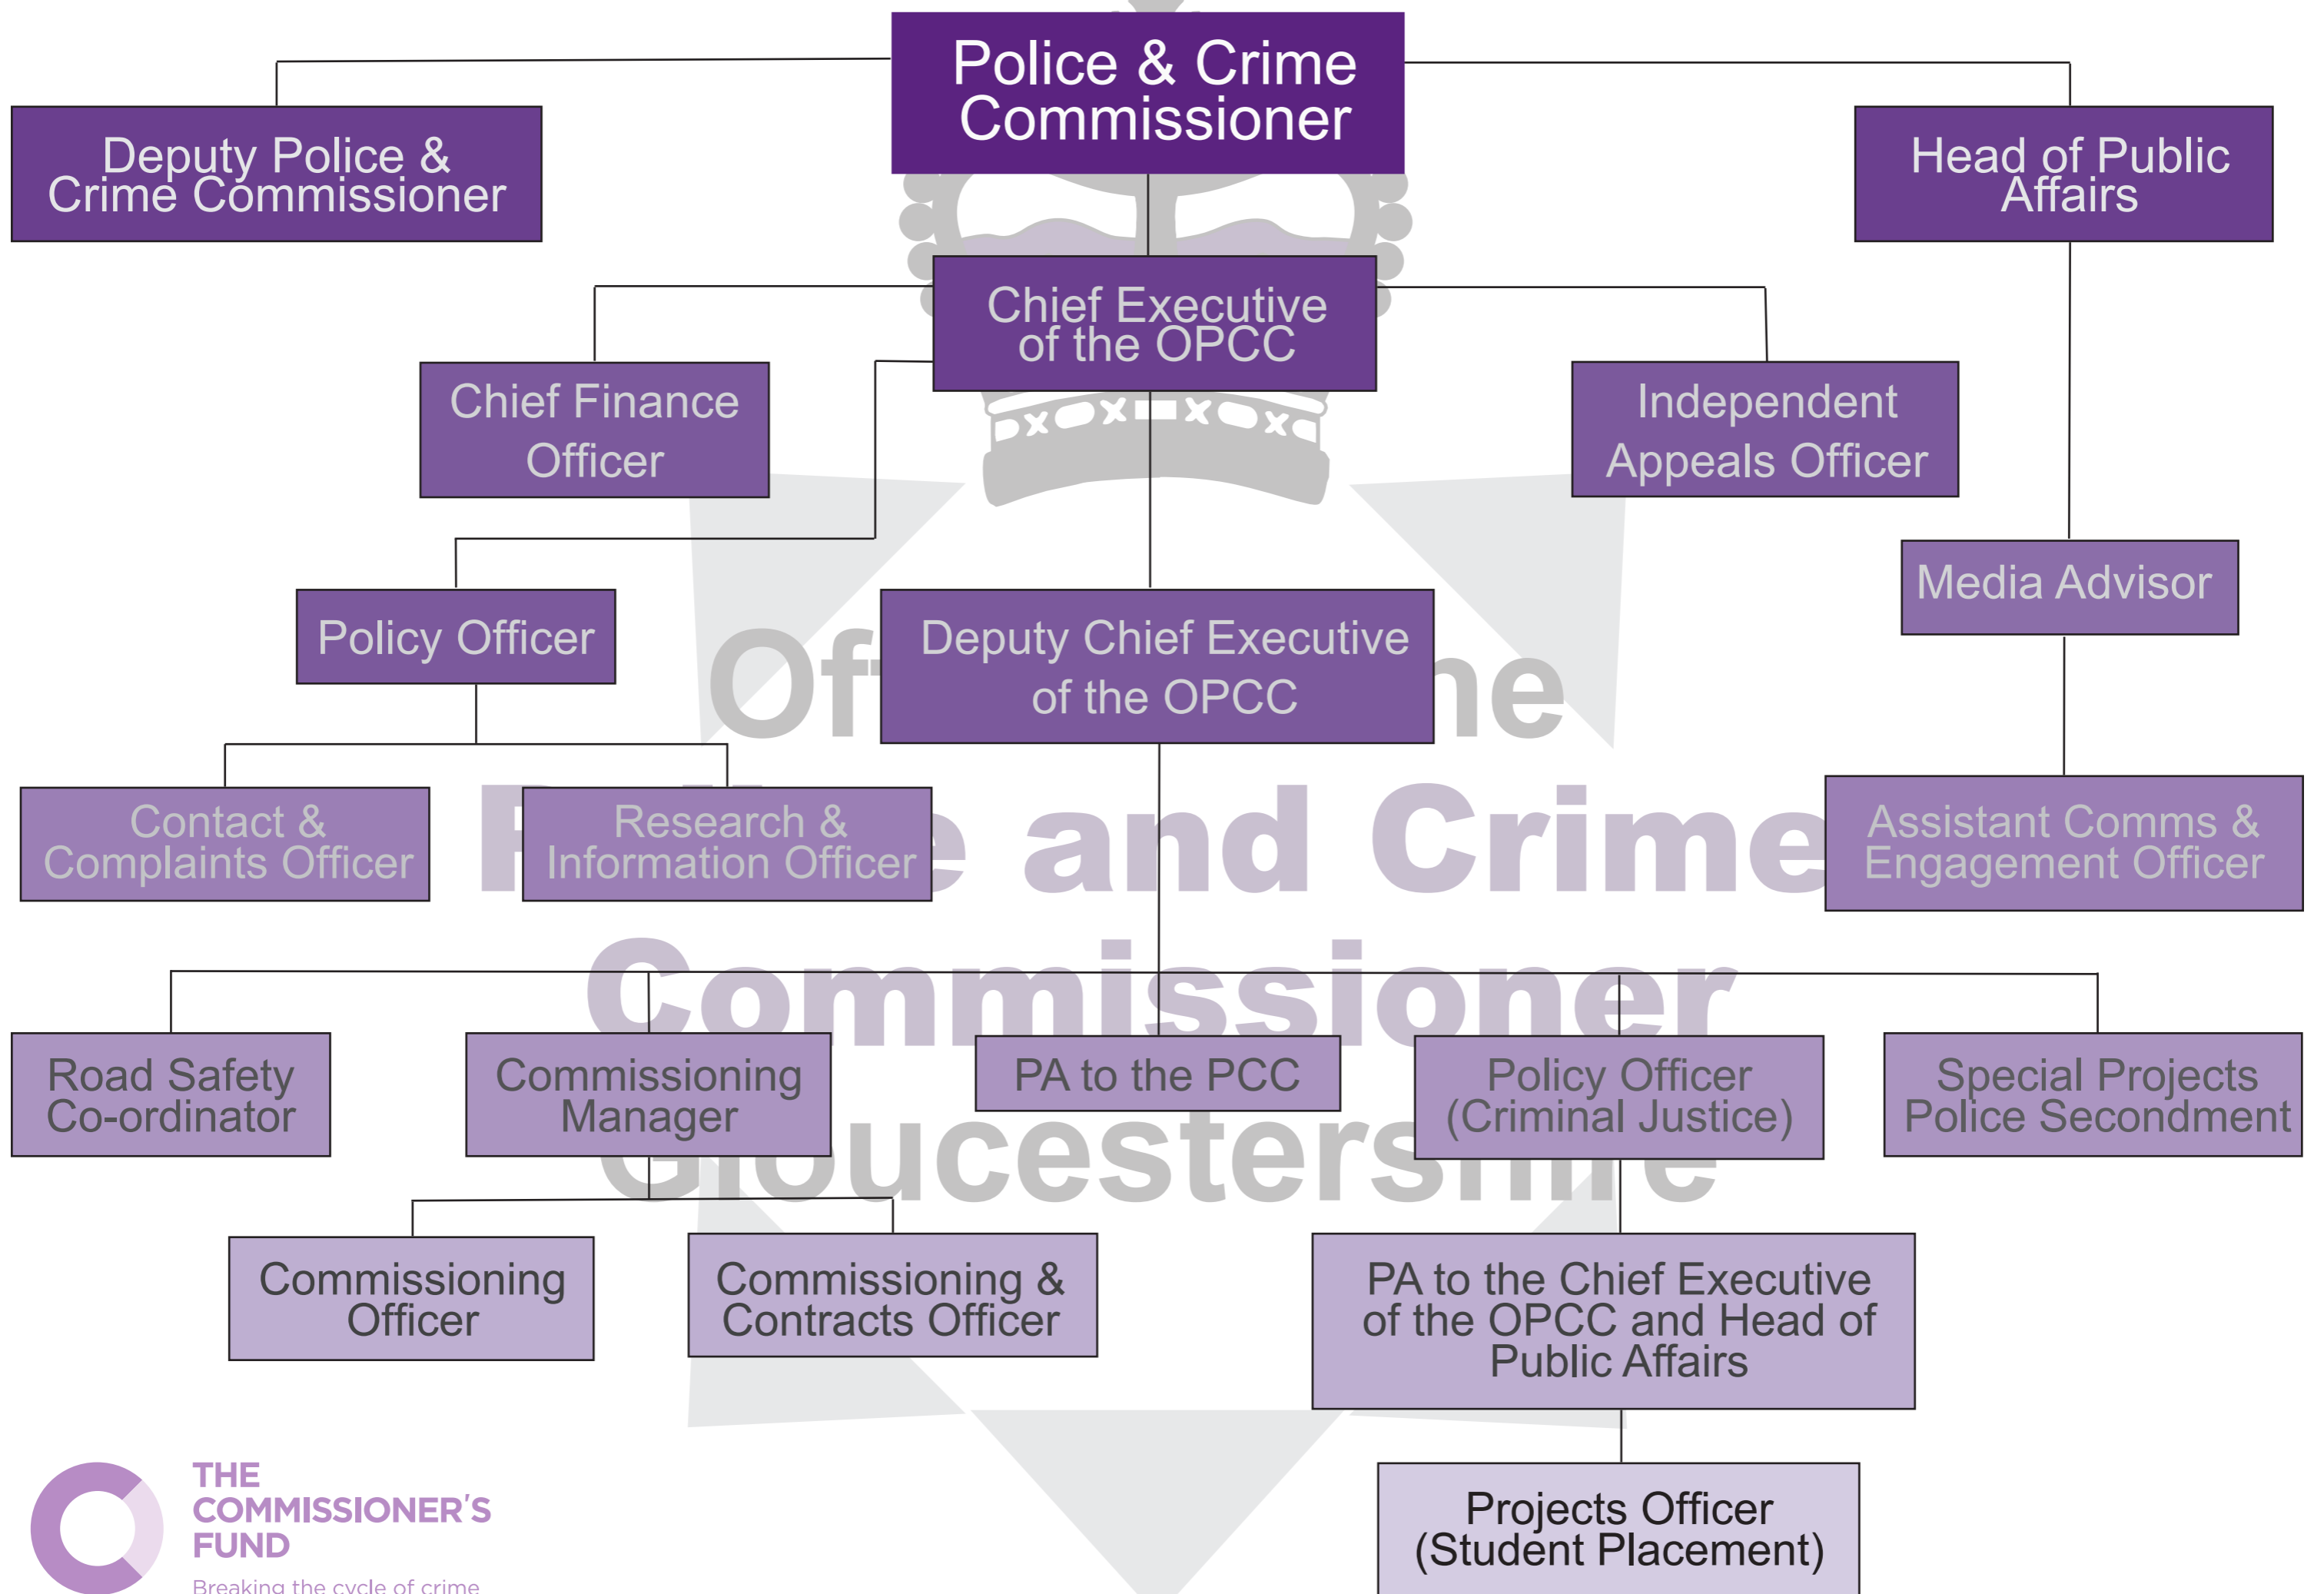 Police & Crime
Commissioner
Deputy Police &
Crime Commissioner
Head of Public
Affairs
Chief Executive
of the OPCC
Chief Finance
Officer
Independent
Appeals Officer
Policy Officer
Deputy Chief Executive
of the OPCC
Media Advisor
Contact &
Complaints Officer
Research &
Information Officer
Assistant Comms &
Engagement Officer
and Crime
Commissioner
Gloucestershire
Road Safety
Co-ordinator
Commissioning
Manager
PA to the PCC
Policy Officer
(Criminal Justice)
Special Projects
Police Secondment
Commissioning
Officer
Commissioning &
Contracts Officer
PA to the Chief Executive
of the OPCC and Head of
Public Affairs
Projects Officer
(Student Placement)
THE
COMMISSIONER'S
FUND
Breaking the cycle of crime